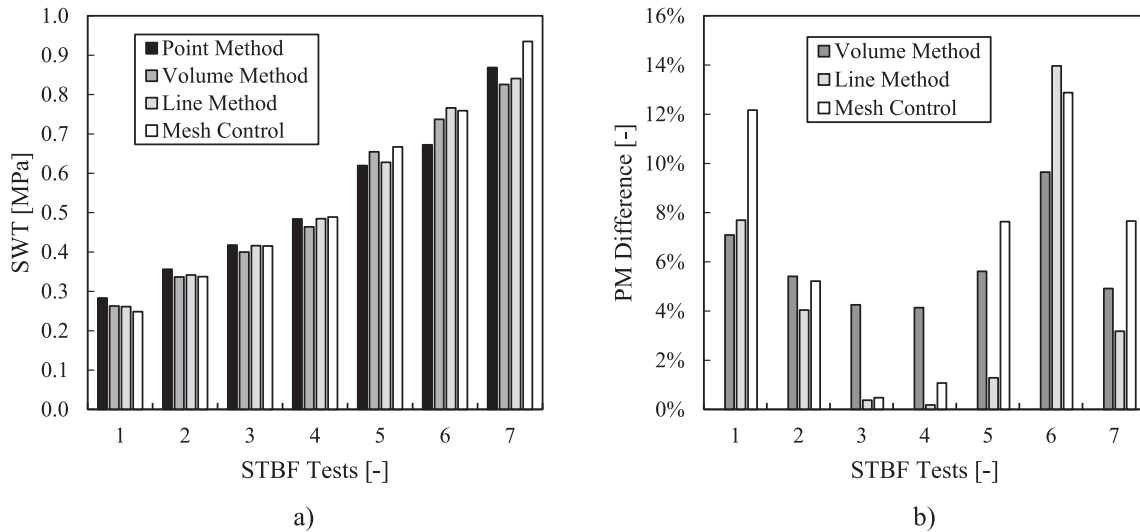 1.0
0.9
0.8
0.7
0.6
0.5
0.4
0.3
0.2
0.1
0.0
SWT [MPa]
Point Method
Volume Method
Line Method
Mesh Control
1 2 3 4 5 6 7
STBF Tests [-]
a)
16%
14%
12%
10%
8%
6%
4%
2%
0%
PM Difference [-]
Volume Method
Line Method
Mesh Control
1 2 3 4 5 6 7
STBF Tests [-]
b)